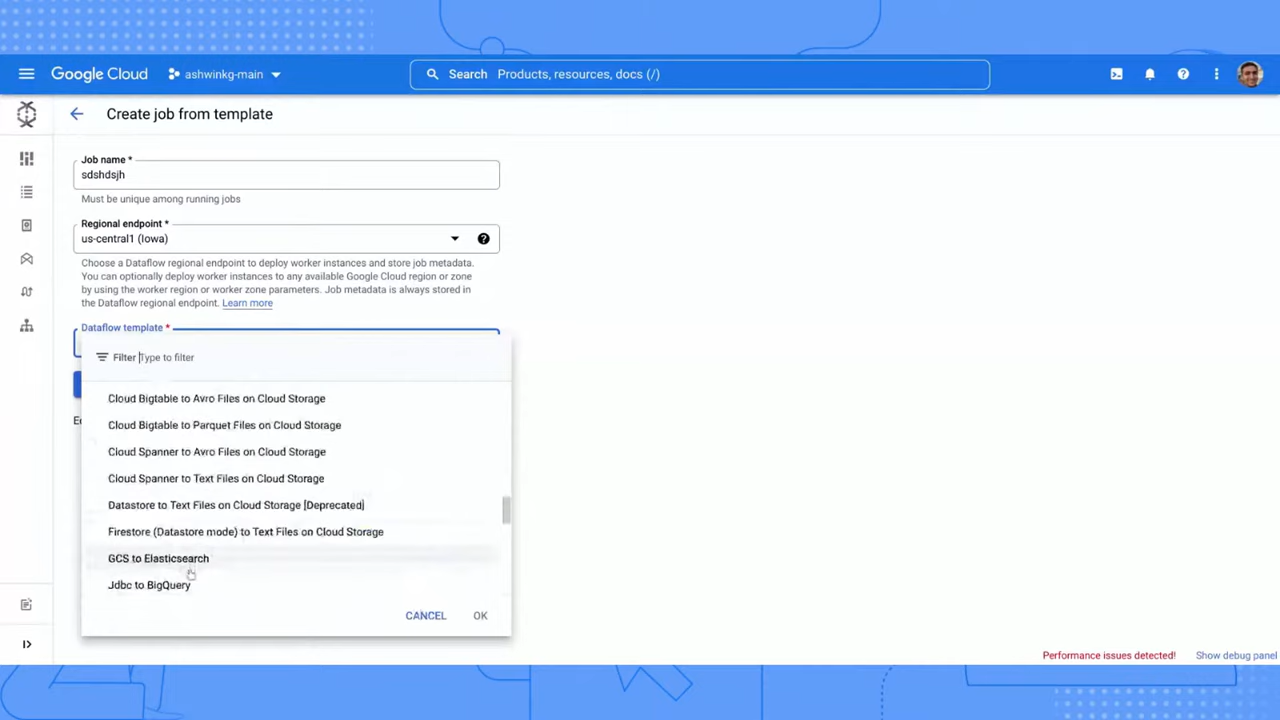 Google Cloud
ashwinkg-main
Search Products, resources, docs (/)
Create job from template
Job name *
sdshdsjh
Must be unique among running jobs
Regional endpoint *
us-central1 (Iowa)
Choose a Dataflow regional endpoint to deploy worker instances and store job metadata.
You can optionally deploy worker instances to any available Google Cloud region or zone
by using the worker region or worker zone parameters. Job metadata is always stored in
the Dataflow regional endpoint. Learn more
Dataflow template *
Filter Type to filter
Cloud Bigtable to Avro Files on Cloud Storage
Cloud Bigtable to Parquet Files on Cloud Storage
Cloud Spanner to Avro Files on Cloud Storage
Cloud Spanner to Text Files on Cloud Storage
Datastore to Text Files on Cloud Storage [Deprecated]
Firestore (Datastore mode) to Text Files on Cloud Storage
GCS to Elasticsearch
Jdbc to BigQuery
CANCEL OK
Performance issues detected! Show debug panel